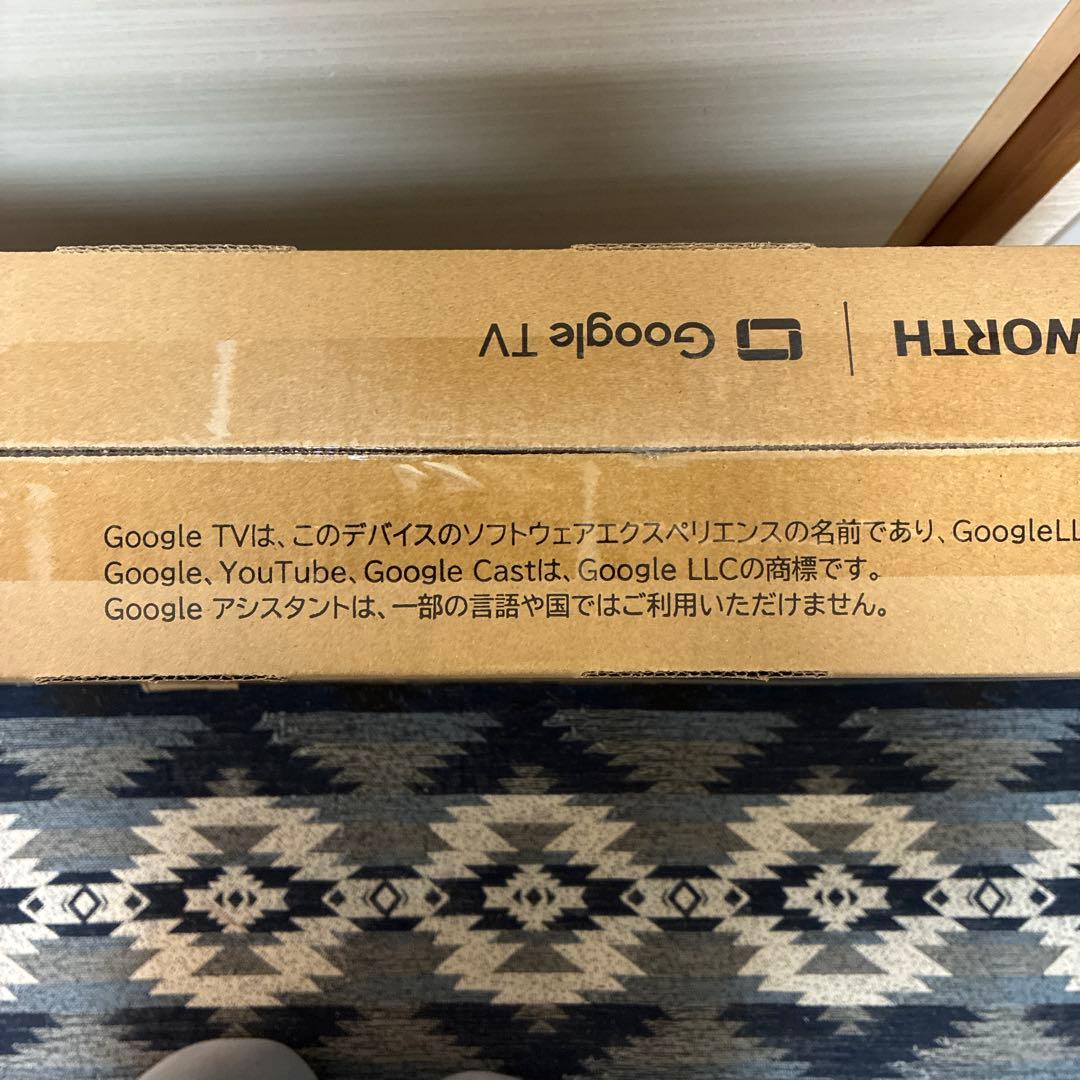 WORTH | Google TV
Google TVは、このデバイスのソフトウェアエクスペリエンスの名前であり、GoogleLL
Google、YouTube、Google Castは、Google LLCの商標です。
Google アシスタントは、一部の言語や国ではご利用いただけません。